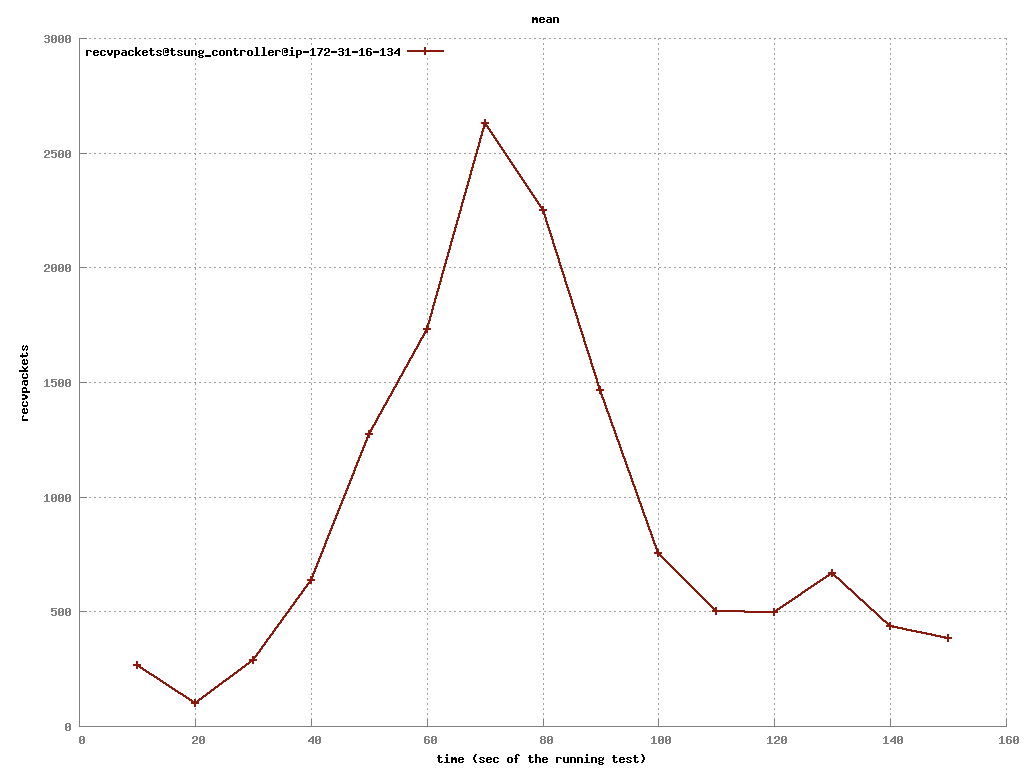 mean
3000
recvpackets@tsung_controller@ip-172-31-16-134
2500
2000
1500
recvpackets
1000
500
0
0 20 40 60 80 100 120 140 160
time (sec of the running test)